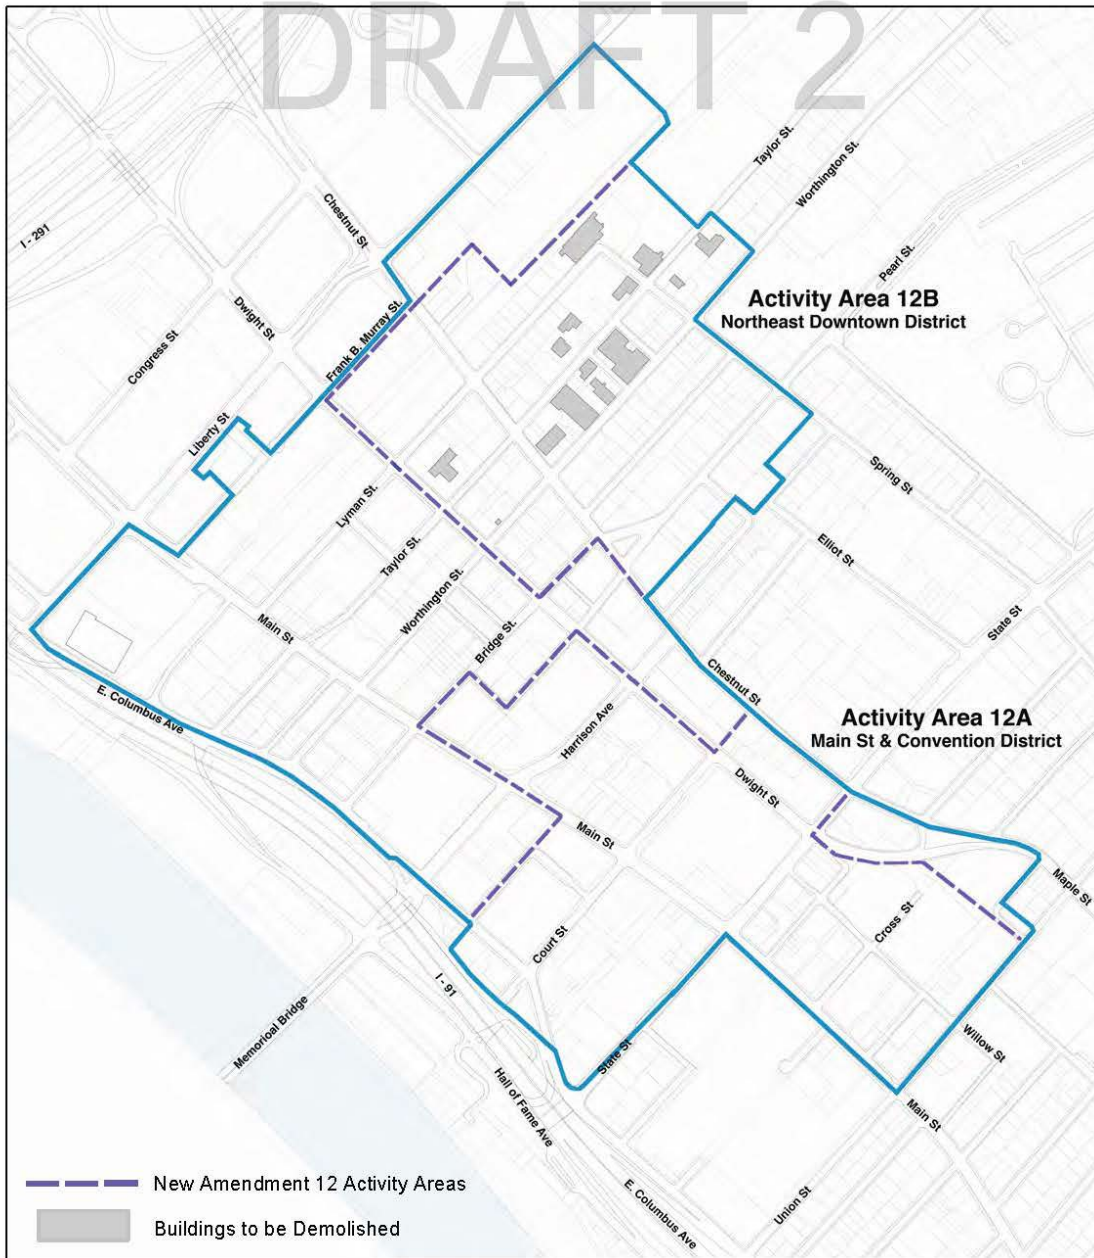 DRAFT 2
Taylor St.
Worthington St.
Chestnut St
I - 291
Pearl St.
Dwight St
Activity Area 12B
Northeast Downtown District
Frank B. Murray St.
Congress St
Liberty St
Spring St
Lyman St.
Elliot St
Taylor St.
Worthington St.
State St
Main St
Bridge St.
Chestnut St
E. Columbus Ave
Harrison Ave
Activity Area 12A
Main St & Convention District
Dwight St
Main St
Maple St
Cross St
Court St
I - 91
Memorioal Bridge
Willow St
State St
Hall of Fame Ave
Main St
New Amendment 12 Activity Areas
E. Columbus Ave
Union St
Buildings to be Demolished